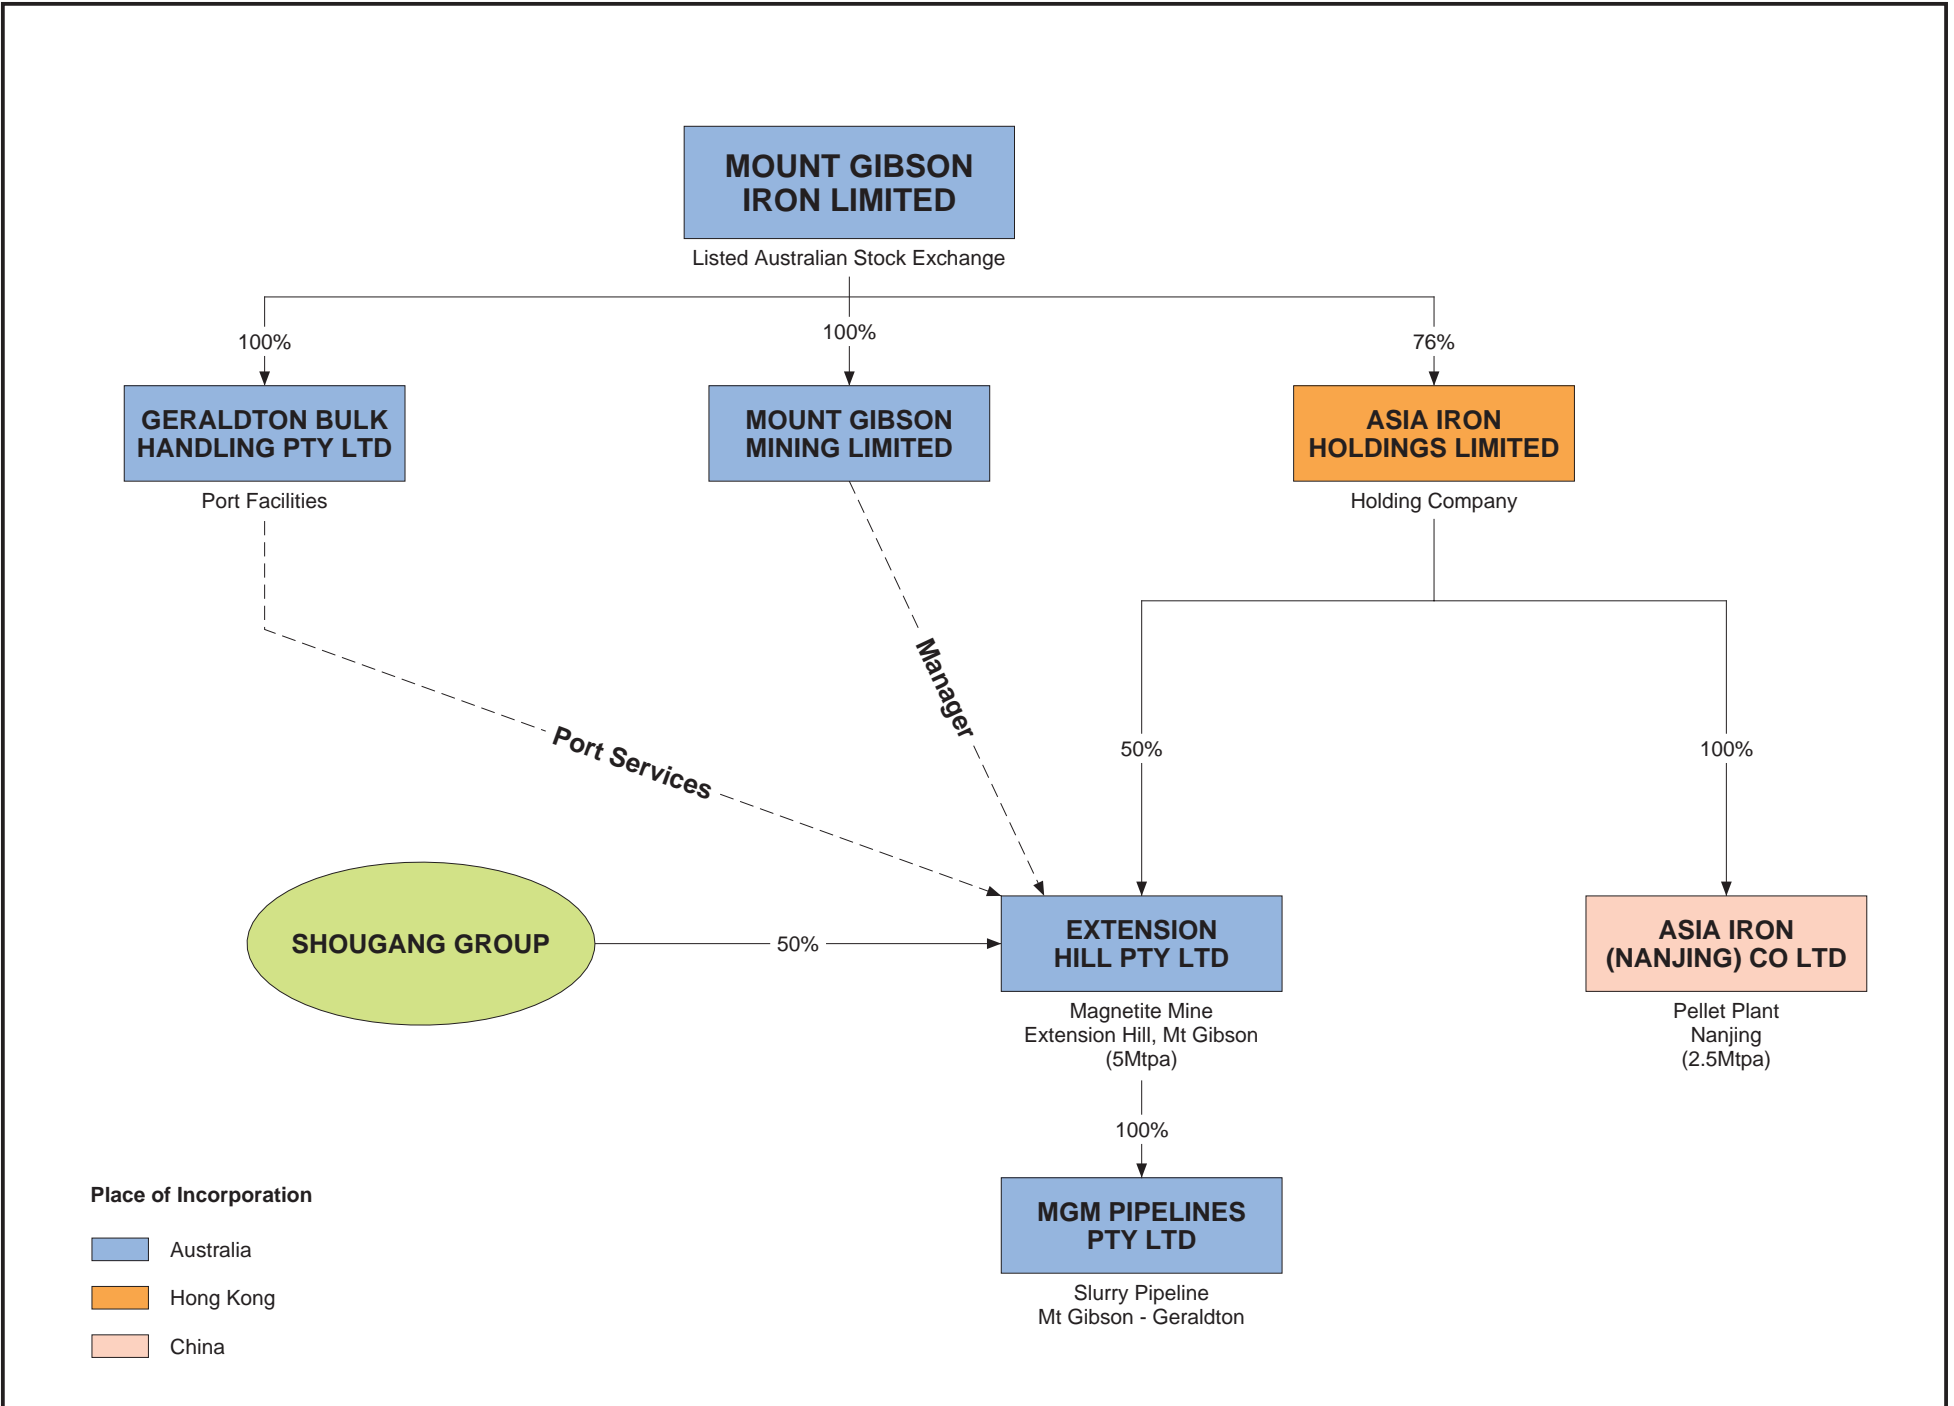 MOUNT GIBSON
IRON LIMITED
Listed Australian Stock Exchange
100%
100%
76%
GERALDTON BULK
HANDLING PTY LTD
Port Facilities
MOUNT GIBSON
MINING LIMITED
ASIA IRON
HOLDINGS LIMITED
Holding Company
Manager
Port Services
50%
100%
SHOUGANG GROUP
50%
EXTENSION
HILL PTY LTD
Magnetite Mine
Extension Hill, Mt Gibson
(5Mtpa)
ASIA IRON
(NANJING) CO LTD
Pellet Plant
Nanjing
(2.5Mtpa)
100%
MGM PIPELINES
PTY LTD
Slurry Pipeline
Mt Gibson - Geraldton
Place of Incorporation
Australia
Hong Kong
China